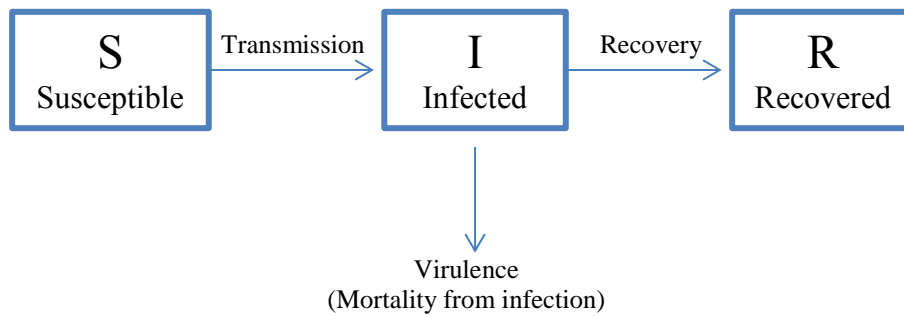 S
Susceptible
Transmission
I
Infected
Recovery
R
Recovered
Virulence
(Mortality from infection)